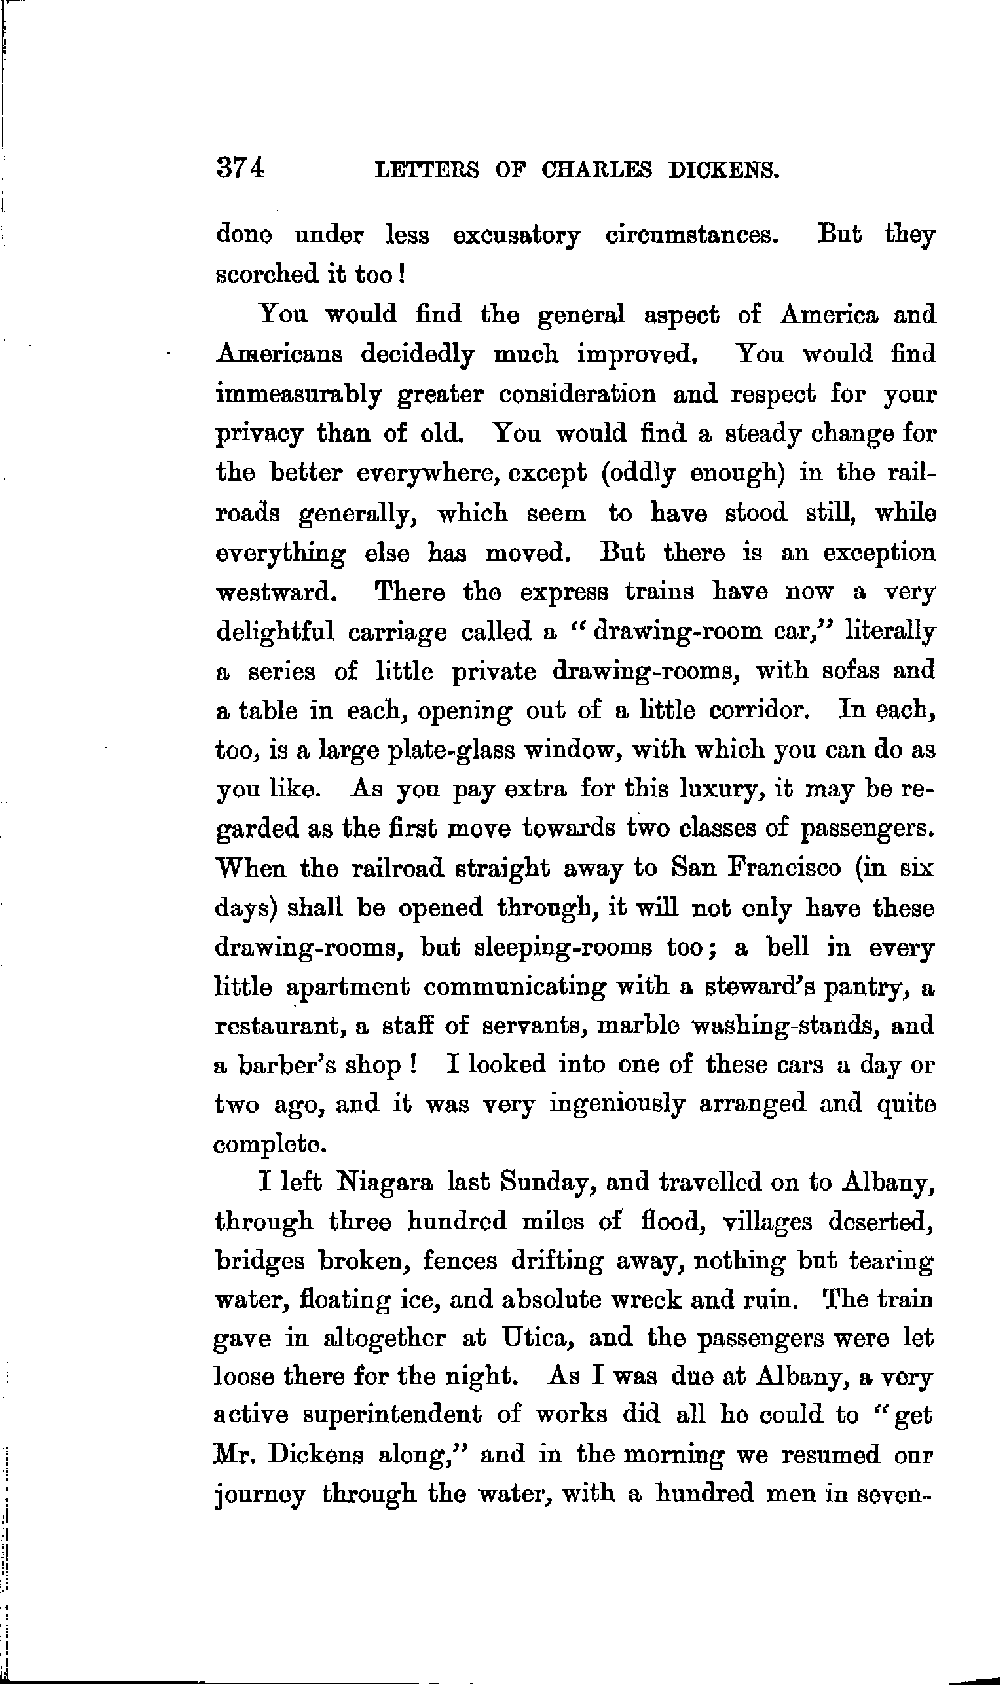 374 LETTERS OF CHARLES DICKENS.
done under less excusatory circumstances. But they
scorched it too!
You would find the general aspect of America and
Americans decidedly much improved. You would find
immeasurably greater consideration and respect for your
privacy than of old. You would find a steady change for
the better everywhere, except (oddly enough) in the rail-
roads generally, which seem to have stood still, while
everything else has moved. But there is an exception
westward. There the express trains have now a very
delightful carriage called a “drawing-room car,” literally
a series of little private drawing-rooms, with sofas and
a table in each, opening out of a little corridor. In each,
too, is a large plate-glass window, with which you can do as
you like. As you pay extra for this luxury, it may be re-
garded as the first move towards two classes of passengers.
When the railroad straight away to San Francisco (in six
days) shall be opened through, it will not only have these
drawing-rooms, but sleeping-rooms too; a bell in every
little apartment communicating with a steward’s pantry, a
restaurant, a staff of servants, marble washing-stands, and
a barber’s shop! I looked into one of these cars a day or
two ago, and it was very ingeniously arranged and quite
complete.
I left Niagara last Sunday, and travelled on to Albany,
through three hundred miles of flood, villages deserted,
bridges broken, fences drifting away, nothing but tearing
water, floating ice, and absolute wreck and ruin. The train
gave in altogether at Utica, and the passengers were let
loose there for the night. As I was due at Albany, a very
active superintendent of works did all he could to “get
Mr. Dickens along,” and in the morning we resumed our
journey through the water, with a hundred men in seven-